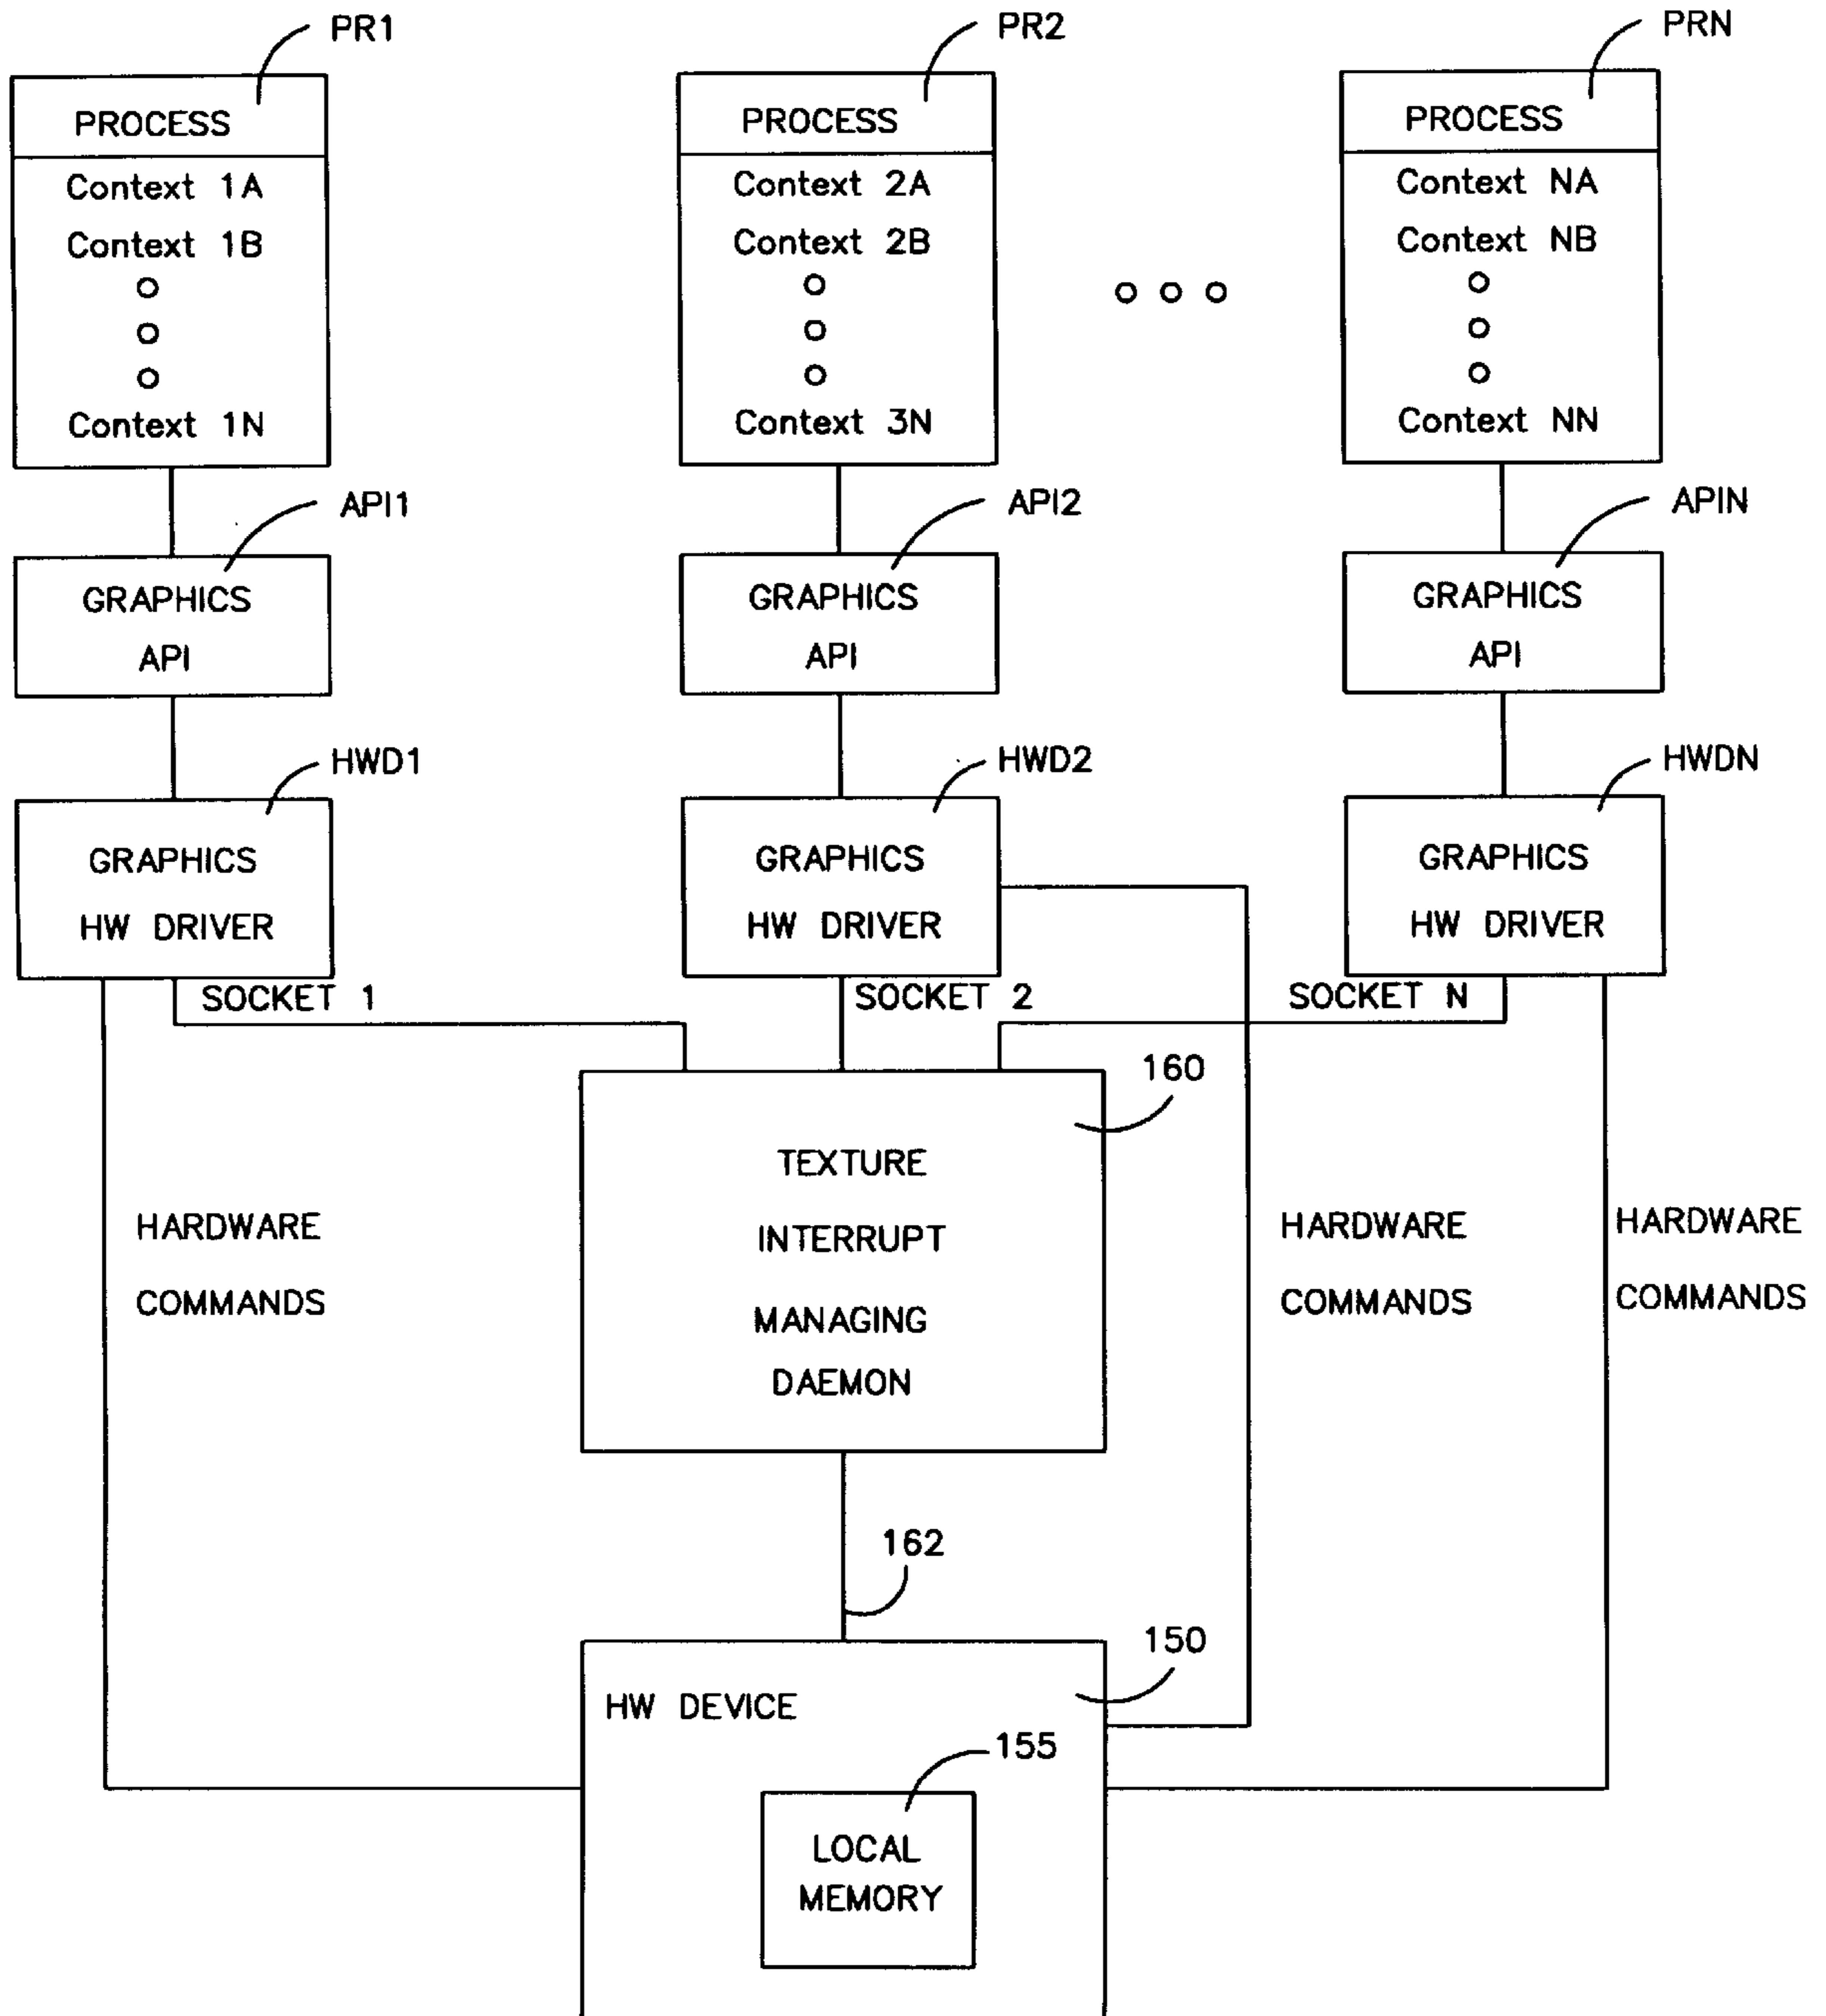 PR1
PR2
PRN
PROCESS
Context 1A
Context 1B
Context 1N
PROCESS
Context 2A
Context 2B
Context 3N
PROCESS
Context NA
Context NB
Context NN
API1
API2
APIN
GRAPHICS
API
GRAPHICS
API
GRAPHICS
API
HWD1
HWD2
HWDN
GRAPHICS
HW DRIVER
GRAPHICS
HW DRIVER
GRAPHICS
HW DRIVER
SOCKET 1
SOCKET 2
SOCKET N
160
TEXTURE
INTERRUPT
MANAGING
DAEMON
HARDWARE
COMMANDS
HARDWARE
COMMANDS
HARDWARE
COMMANDS
162
150
HW DEVICE
155
LOCAL
MEMORY